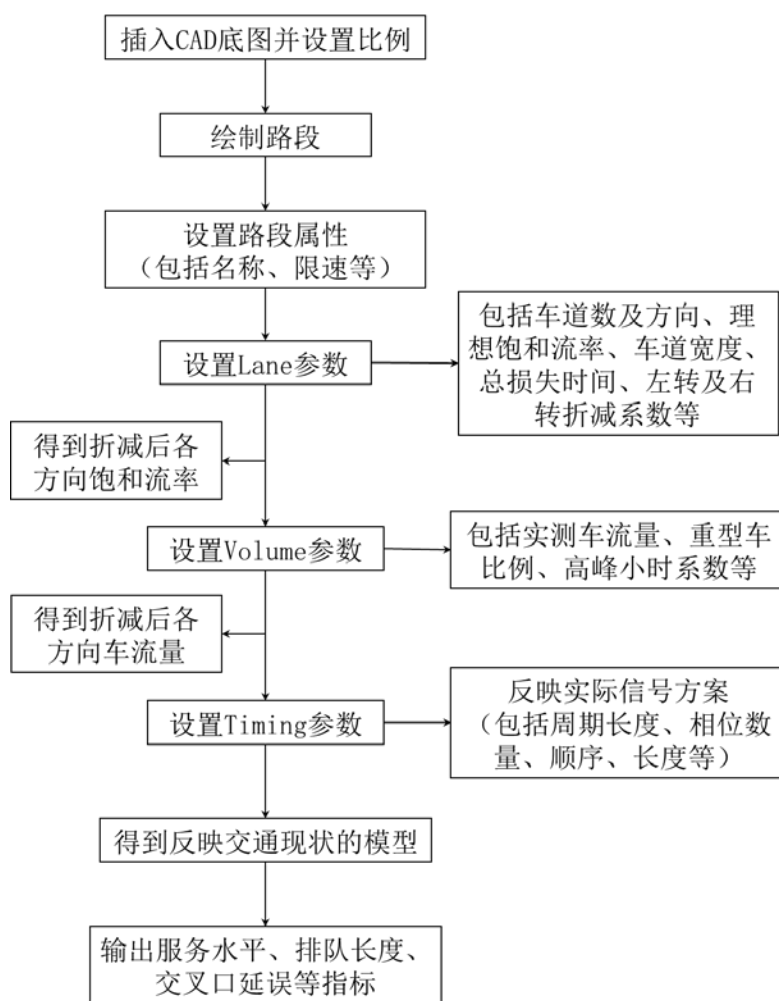 插入CAD底图并设置比例
绘制路段
设置路段属性
（包括名称、限速等）
设置Lane参数
包括车道数及方向、理
想饱和流率、车道宽度、
总损失时间、左转及右
转折减系数等
得到折减后各
方向饱和流率
设置Volume参数
包括实测车流量、重型车
比例、高峰小时系数等
得到折减后各
方向车流量
设置Timing参数
反映实际信号方案
（包括周期长度、相位数
量、顺序、长度等）
得到反映交通现状的模型
输出服务水平、排队长度、
交叉口延误等指标